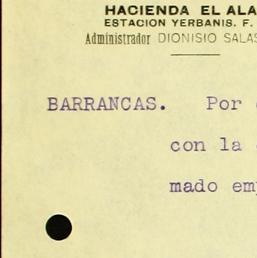 HACIENDA EL ALA
ESTACION YERBANIS. F.
Administrador DIONISIO SALAS
BARRANCAS. Por
con la
mado em